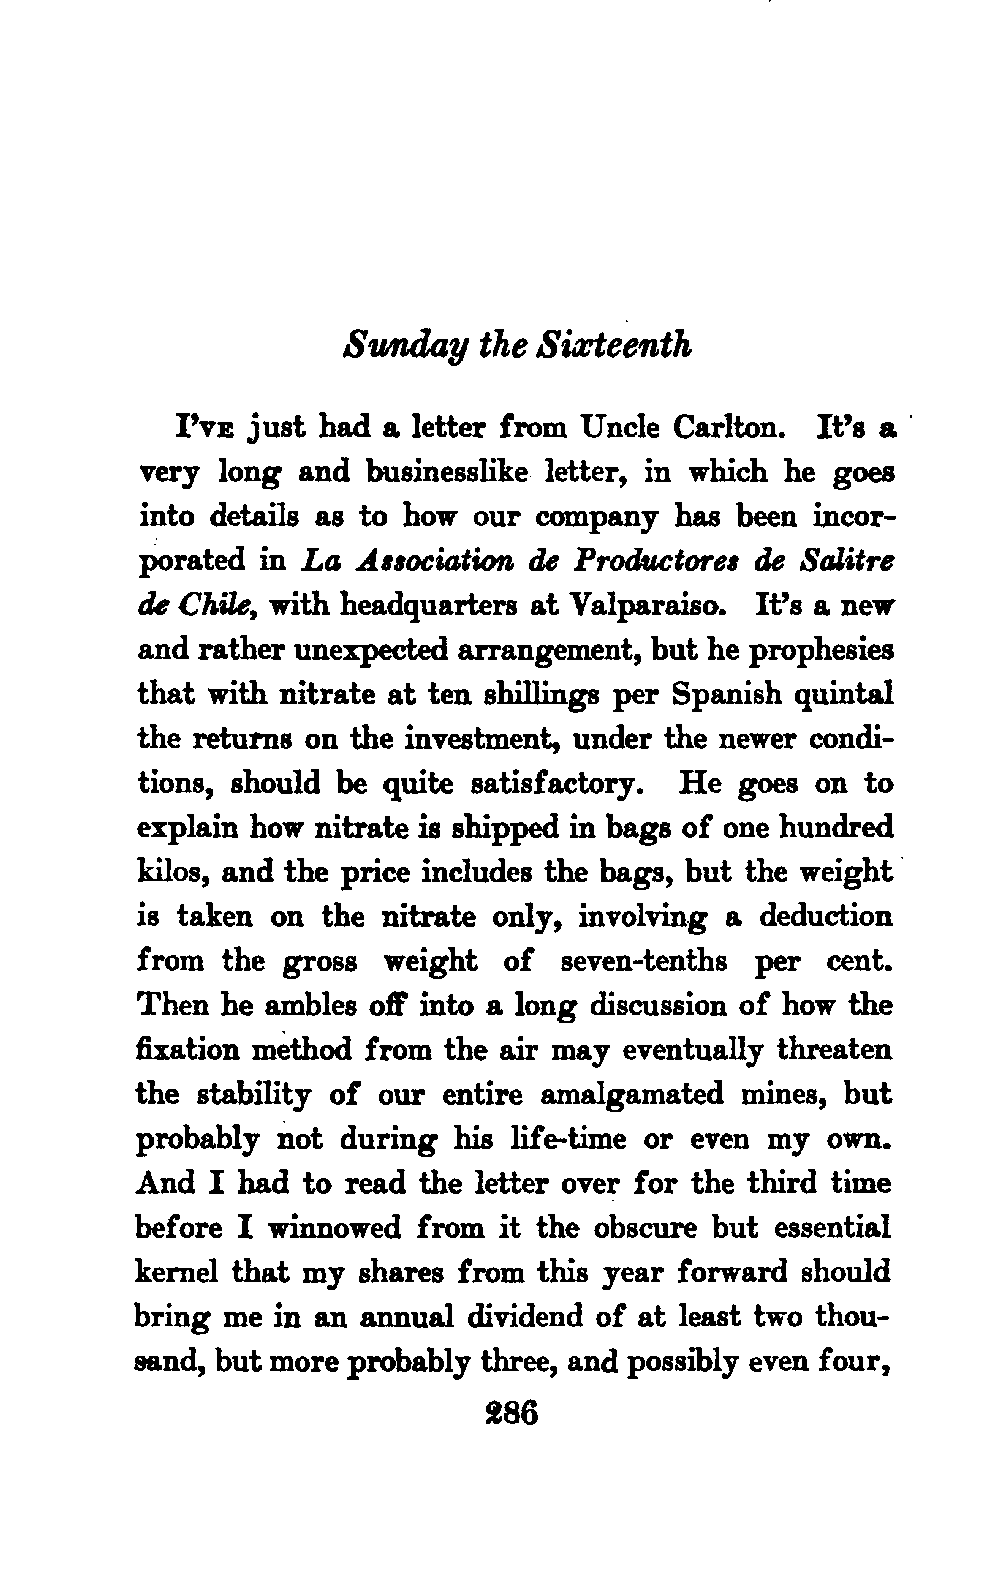 Sunday the Sixteenth
I'VE just had a letter from Uncle Carlton. It's a
very long and businesslike letter, in which he goes
into details as to how our company has been incor-
porated in La Association de Productores de Salitre
de Chile, with headquarters at Valparaiso. It's a new
and rather unexpected arrangement, but he prophesies
that with nitrate at ten shillings per Spanish quintal
the returns on the investment, under the newer condi-
tions, should be quite satisfactory. He goes on to
explain how nitrate is shipped in bags of one hundred
kilos, and the price includes the bags, but the weight
is taken on the nitrate only, involving a deduction
from the gross weight of seven-tenths per cent.
Then he ambles off into a long discussion of how the
fixation method from the air may eventually threaten
the stability of our entire amalgamated mines, but
probably not during his life-time or even my own.
And I had to read the letter over for the third time
before I winnowed from it the obscure but essential
kernel that my shares from this year forward should
bring me in an annual dividend of at least two thou-
sand, but more probably three, and possibly even four,
286